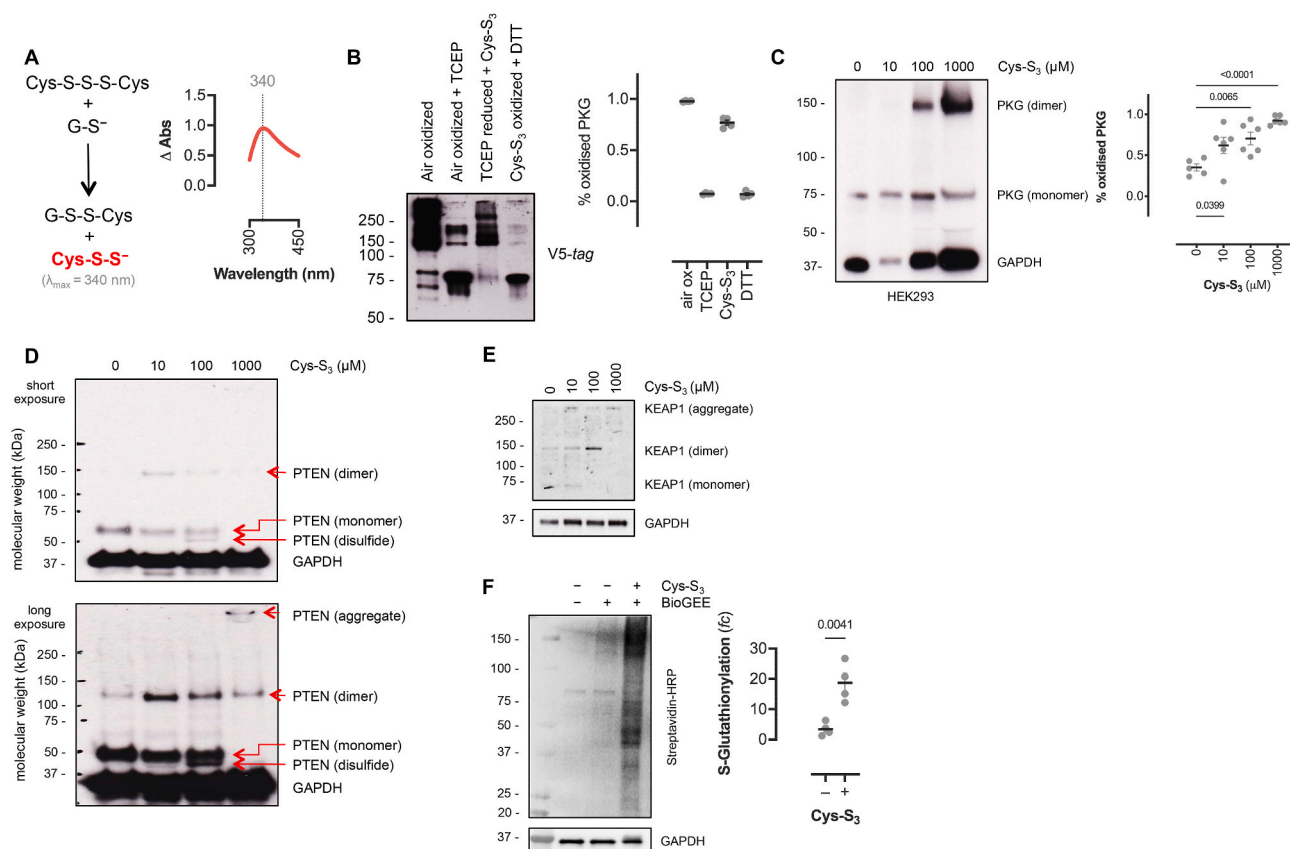 A
Cys-S-S-S-Cys
+
G-S⁻
G-S-S-Cys
+
Cys-S-S⁻
(λmax = 340 nm)
340
Δ Abs
0.0
0.5
1.0
1.5
300
450
Wavelength (nm)
B
Air oxidized
Air oxidized + TCEP
TCEP reduced + Cys-S₃
Cys-S₃ oxidized + DTT
250 -
150 -
100 -
75 -
50 -
V5-tag
% oxidised PKG
1.0
0.5
0.0
air ox
TCEP
Cys-S₃
DTT
C
0 10 100 1000 Cys-S₃ (µM)
150 -
100 -
75 -
50 -
37-
PKG (dimer)
PKG (monomer)
GAPDH
HEK293
% oxidised PKG
1.0
0.5
0.0
<0.0001
0.0065
0.0399
0
10
100
1000
Cys-S₃ (µM)
D
0 10 100 1000 Cys-S₃ (µM)
short
exposure
molecular weight (kDa)
250 -
150 -
100 -
75 -
50 -
37 -
PTEN (dimer)
PTEN (monomer)
PTEN (disulfide)
GAPDH
long
exposure
molecular weight (kDa)
250 -
150 -
100 -
75 -
50 -
37 -
PTEN (aggregate)
PTEN (dimer)
PTEN (monomer)
PTEN (disulfide)
GAPDH
E
0 10 100 1000 Cys-S₃ (µM)
250 -
150 -
100 -
75 -
37 -
KEAP1 (aggregate)
KEAP1 (dimer)
KEAP1 (monomer)
GAPDH
F
– – + Cys-S₃
– + + BioGEE
150 -
100 -
75 -
50 -
37 -
25 -
20 -
37 -
Streptavidin-HRP
GAPDH
S-Glutathionylation (fc)
30
20
10
0
0.0041
– +
Cys-S₃